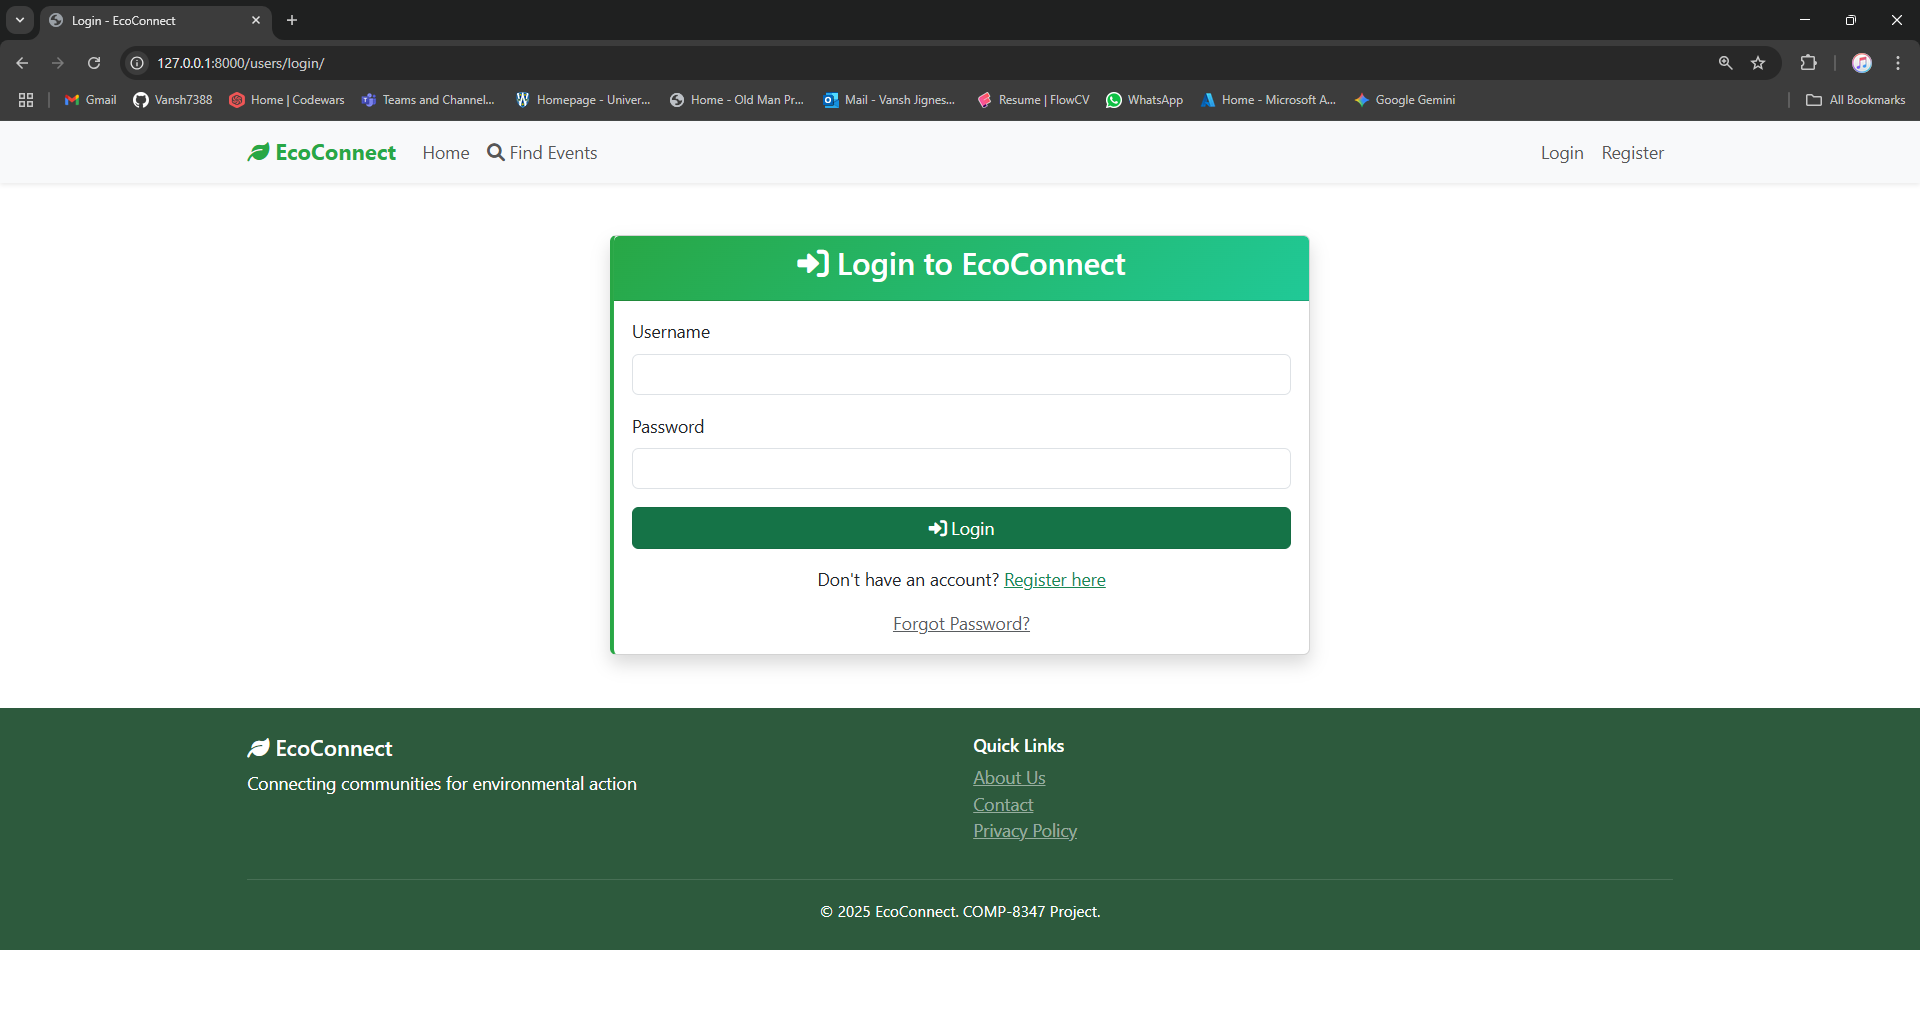 Login - EcoConnect
127.0.0.1:8000/users/login/
Gmail Vansh7388 Home | Codewars Teams and Channel... Homepage - Univer... Home - Old Man Pr... Mail - Vansh Jignes... Resume | FlowCV WhatsApp Home - Microsoft A... Google Gemini All Bookmarks
EcoConnect Home Find Events Login Register
Login to EcoConnect
Username
Password
Login
Don't have an account? Register here
Forgot Password?
EcoConnect
Connecting communities for environmental action
Quick Links
About Us
Contact
Privacy Policy
© 2025 EcoConnect. COMP-8347 Project.